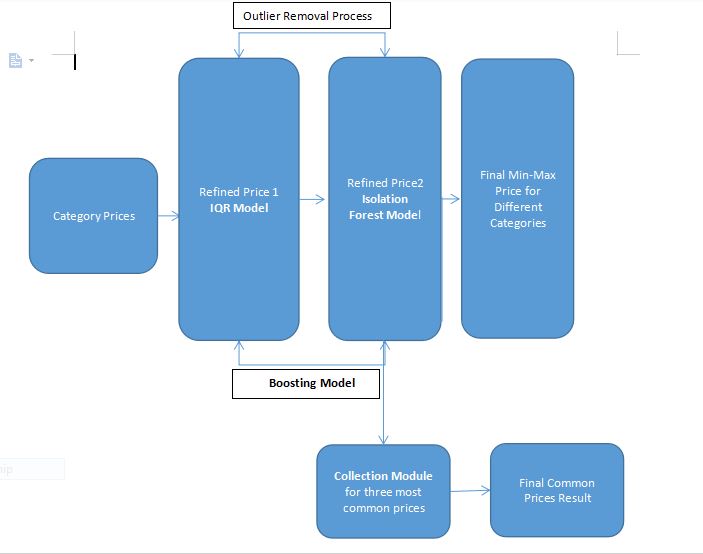 Outlier Removal Process
Category Prices
Refined Price 1
IQR Model
Refined Price2
Isolation
Forest Model
Final Min-Max
Price for
Different
Categories
Boosting Model
Collection Module
for three most
common prices
Final Common
Prices Result